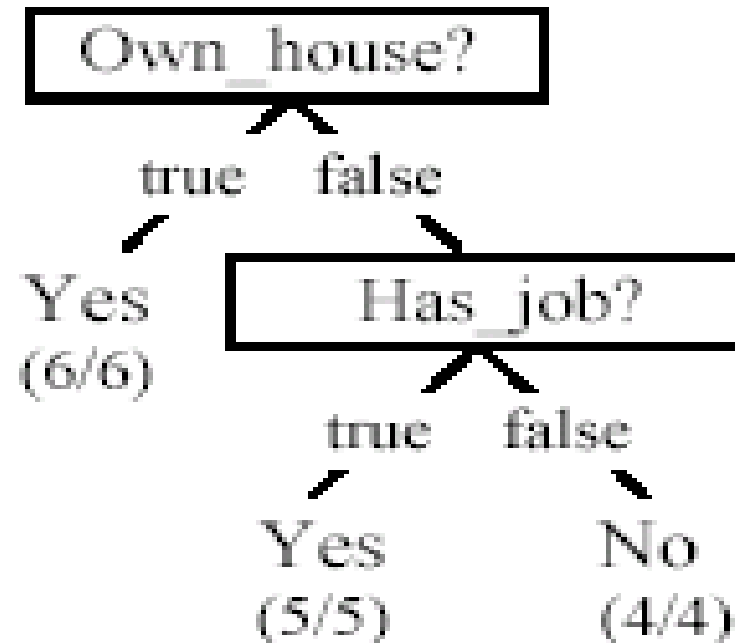 Own_house?
true false
Yes
(6/6)
Has_job?
true false
Yes No
(5/5) (4/4)